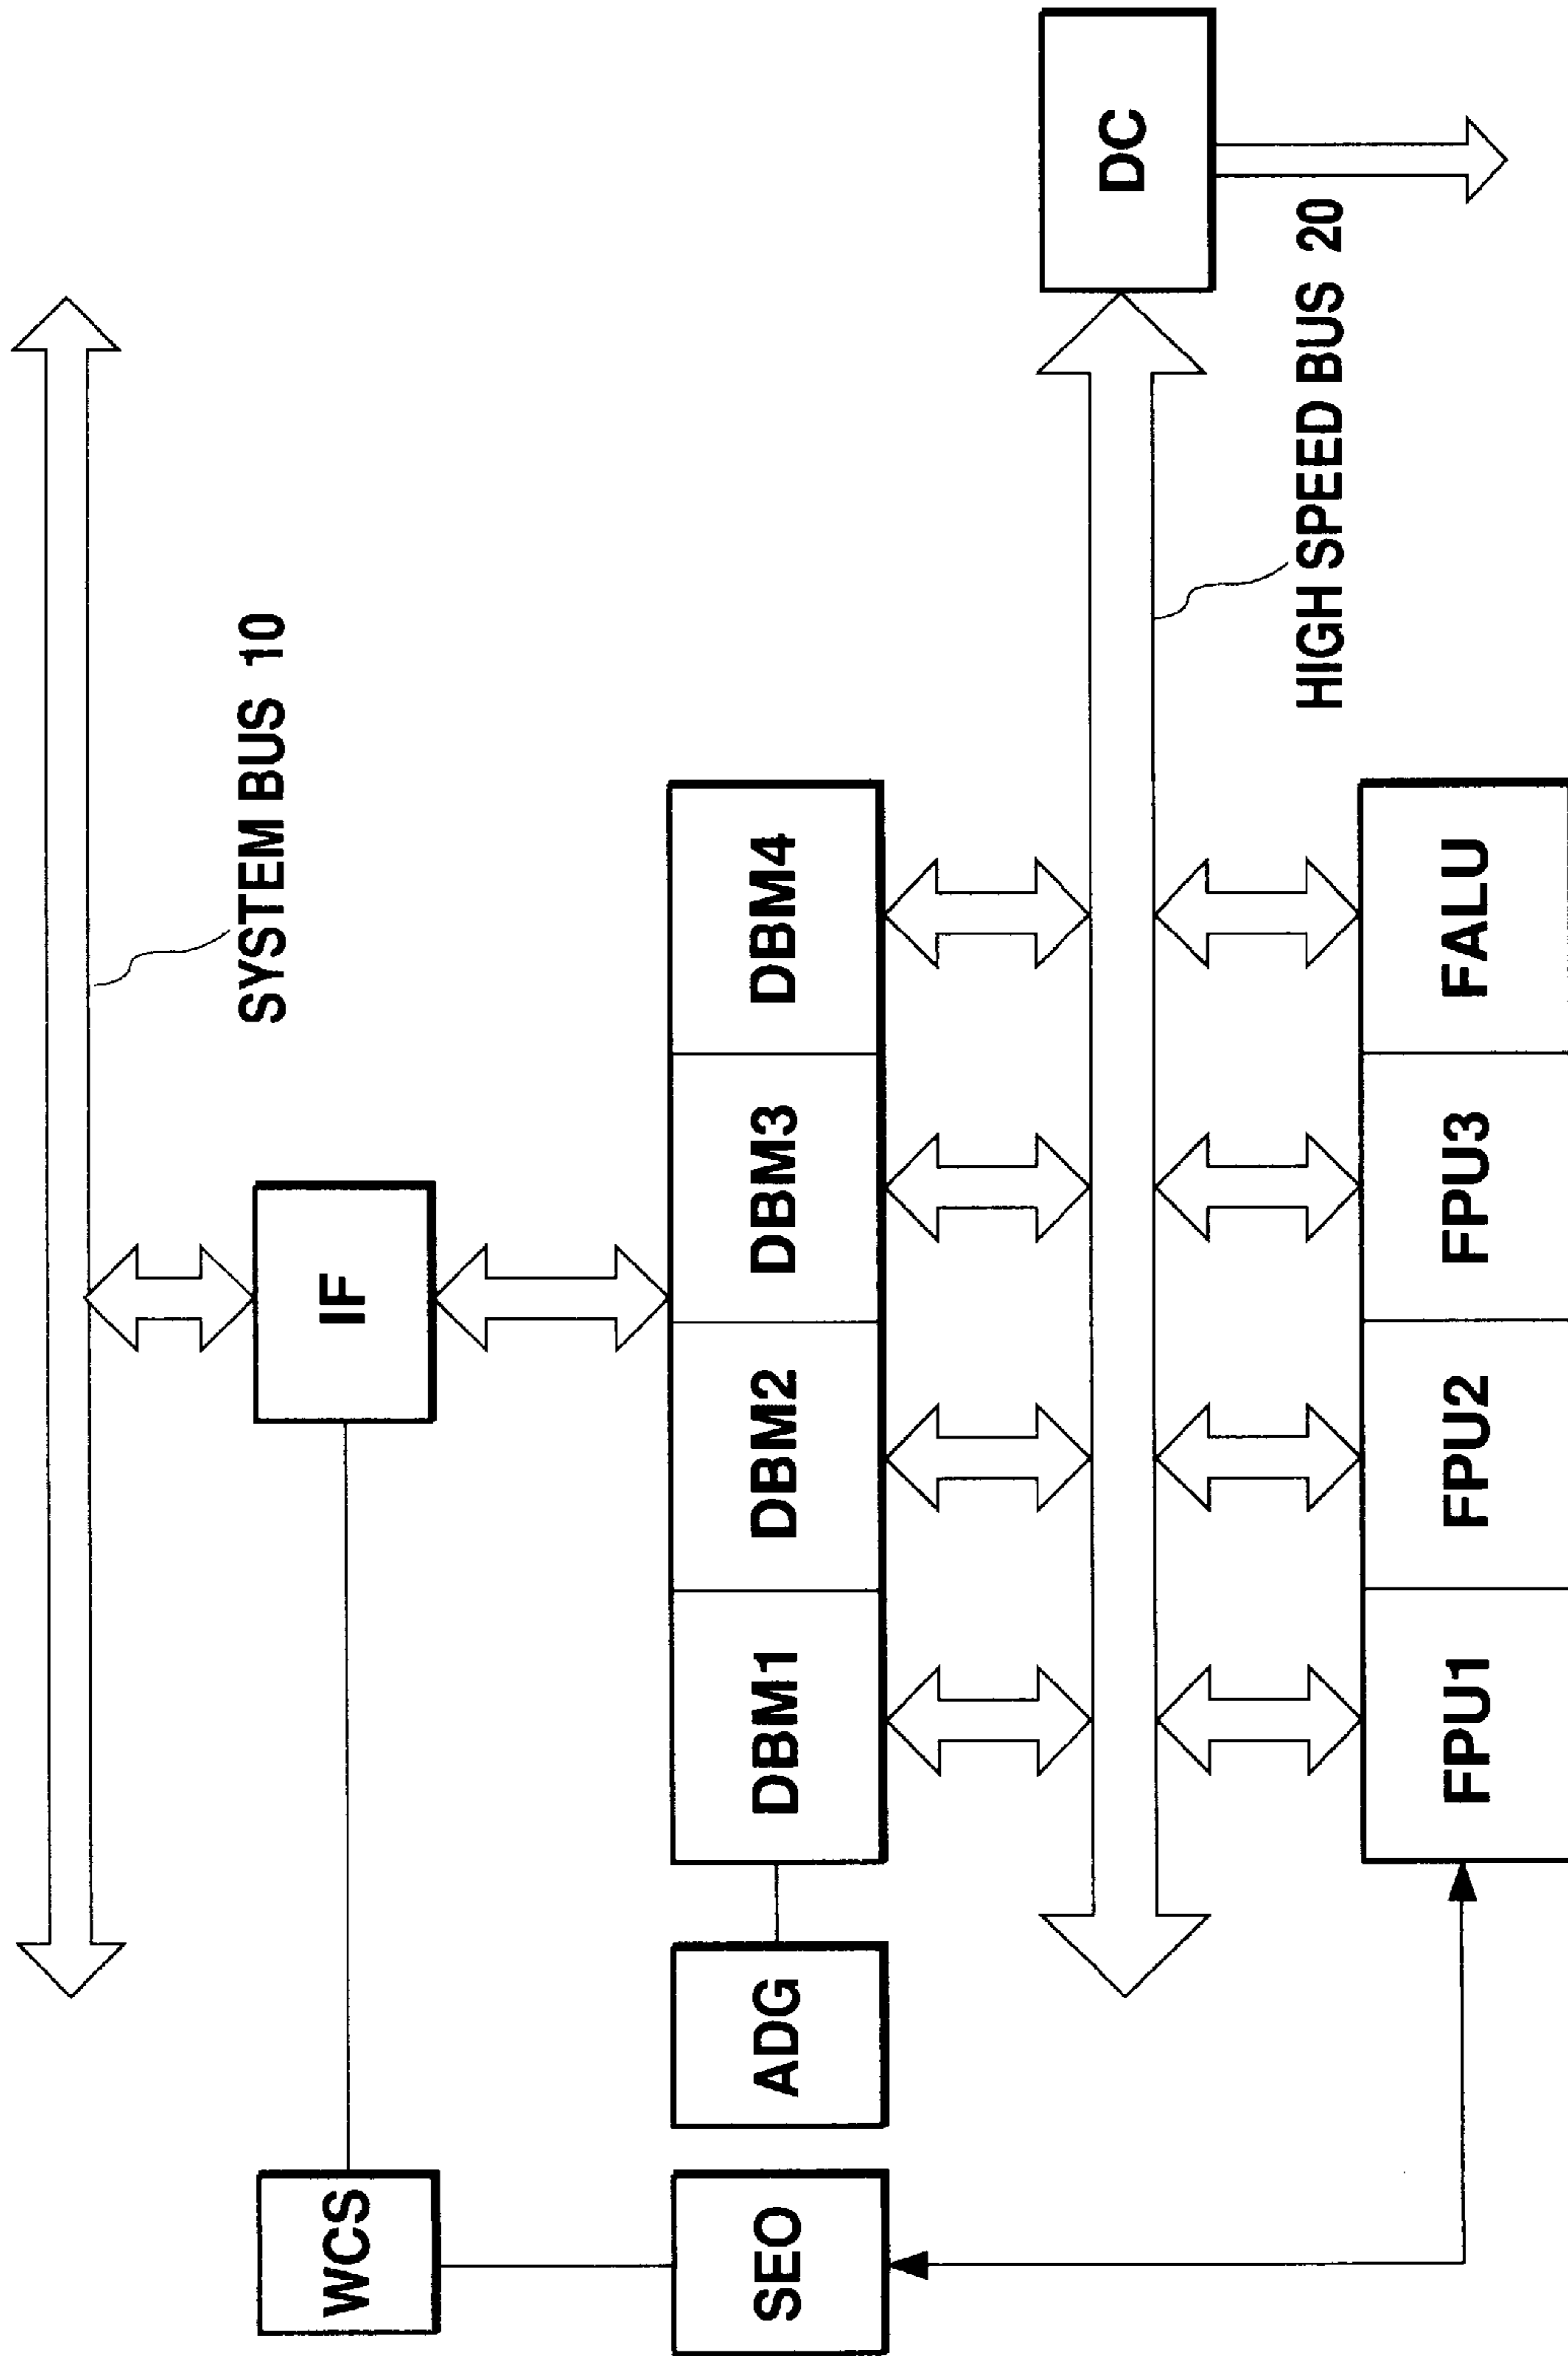 SYSTEM BUS 10
WCS
IF
SEO
ADG
DBM1
DBM2
DBM3
DBM4
DC
HIGH SPEED BUS 20
FPU1
FPU2
FPU3
FALU